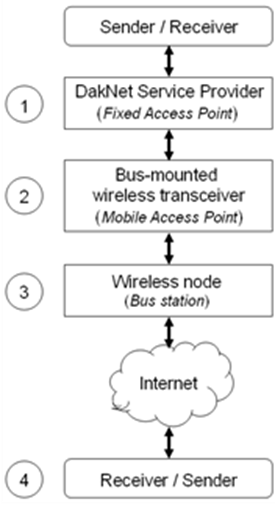 Sender / Receiver
1
DakNet Service Provider
(Fixed Access Point)
2
Bus-mounted
wireless transceiver
(Mobile Access Point)
3
Wireless node
(Bus station)
Internet
4
Receiver / Sender